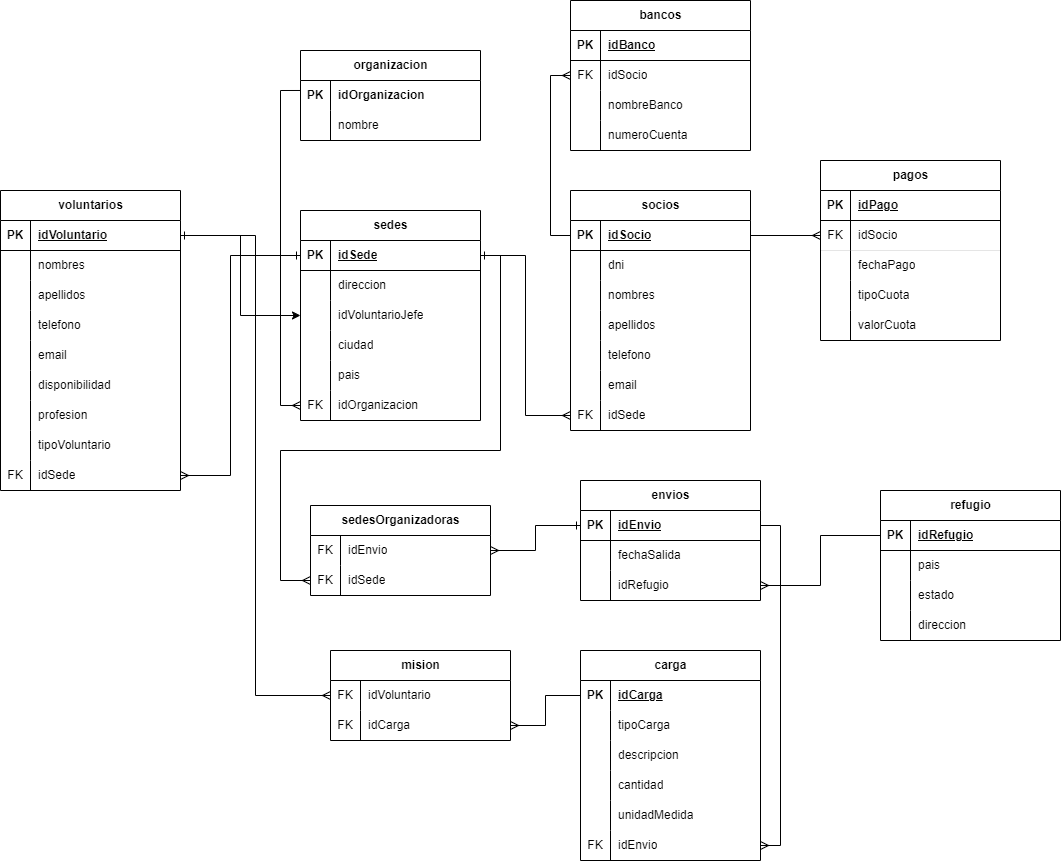 bancos
PK idBanco
FK idSocio
nombreBanco
numeroCuenta
organizacion
PK idOrganizacion
nombre
pagos
PK idPago
FK idSocio
fechaPago
tipoCuota
valorCuota
voluntarios
PK idVoluntario
nombres
apellidos
telefono
email
disponibilidad
profesion
tipoVoluntario
FK idSede
sedes
PK idSede
direccion
idVoluntarioJefe
ciudad
pais
FK idOrganizacion
socios
PK idSocio
dni
nombres
apellidos
telefono
email
FK idSede
sedesOrganizadoras
FK idEnvio
FK idSede
envios
PK idEnvio
fechaSalida
idRefugio
refugio
PK idRefugio
pais
estado
direccion
mision
FK idVoluntario
FK idCarga
carga
PK idCarga
tipoCarga
descripcion
cantidad
unidadMedida
FK idEnvio